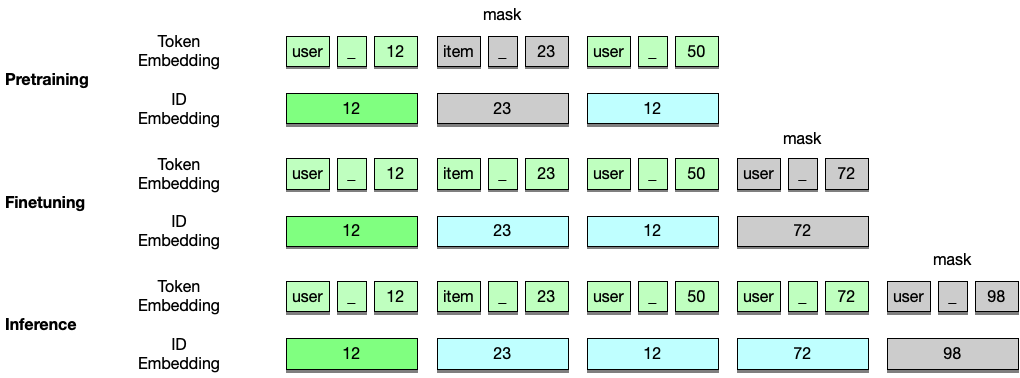 mask
Token
Embedding
user _ 12 item _ 23 user _ 50
Pretraining
ID
Embedding
12 23 12
mask
Token
Embedding
user _ 12 item _ 23 user _ 50 user _ 72
Finetuning
ID
Embedding
12 23 12 72
mask
Token
Embedding
user _ 12 item _ 23 user _ 50 user _ 72 user _ 98
Inference
ID
Embedding
12 23 12 72 98